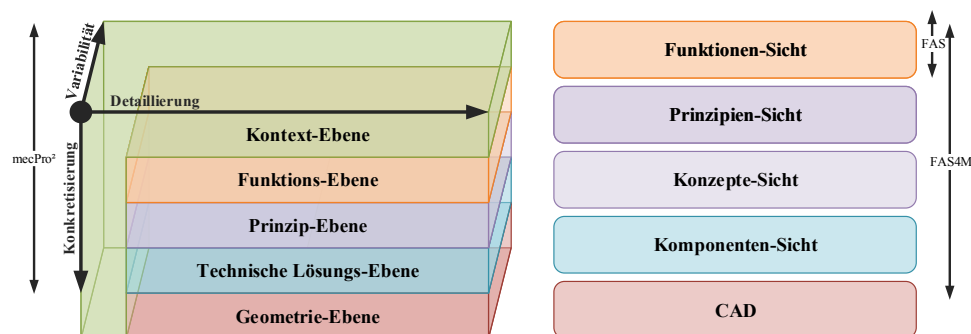 Variabilität
Detaillierung
Konkretisierung
mecPro²
Kontext-Ebene
Funktions-Ebene
Prinzip-Ebene
Technische Lösungs-Ebene
Geometrie-Ebene
Funktionen-Sicht
Prinzipien-Sicht
Konzepte-Sicht
Komponenten-Sicht
CAD
FAS
FAS4M